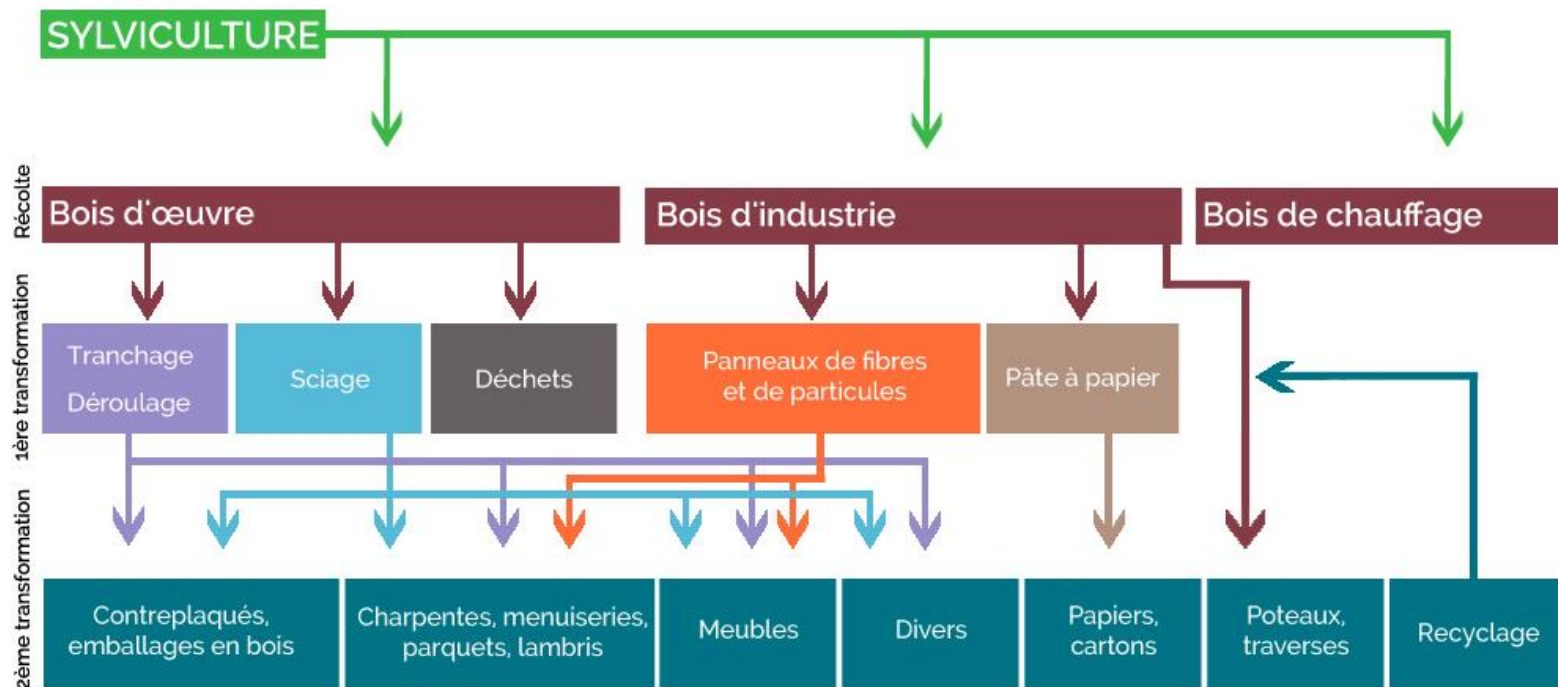 SYLVICULTURE
Récolte
Bois d'œuvre
Bois d'industrie
Bois de chauffage
1ère transformation
Tranchage
Déroulage
Sciage
Déchets
Panneaux de fibres
et de particules
Pâte à papier
2ème transformation
Contreplaqués,
emballages en bois
Charpentes, menuiseries,
parquets, lambris
Meubles
Divers
Papiers,
cartons
Poteaux,
traverses
Recyclage